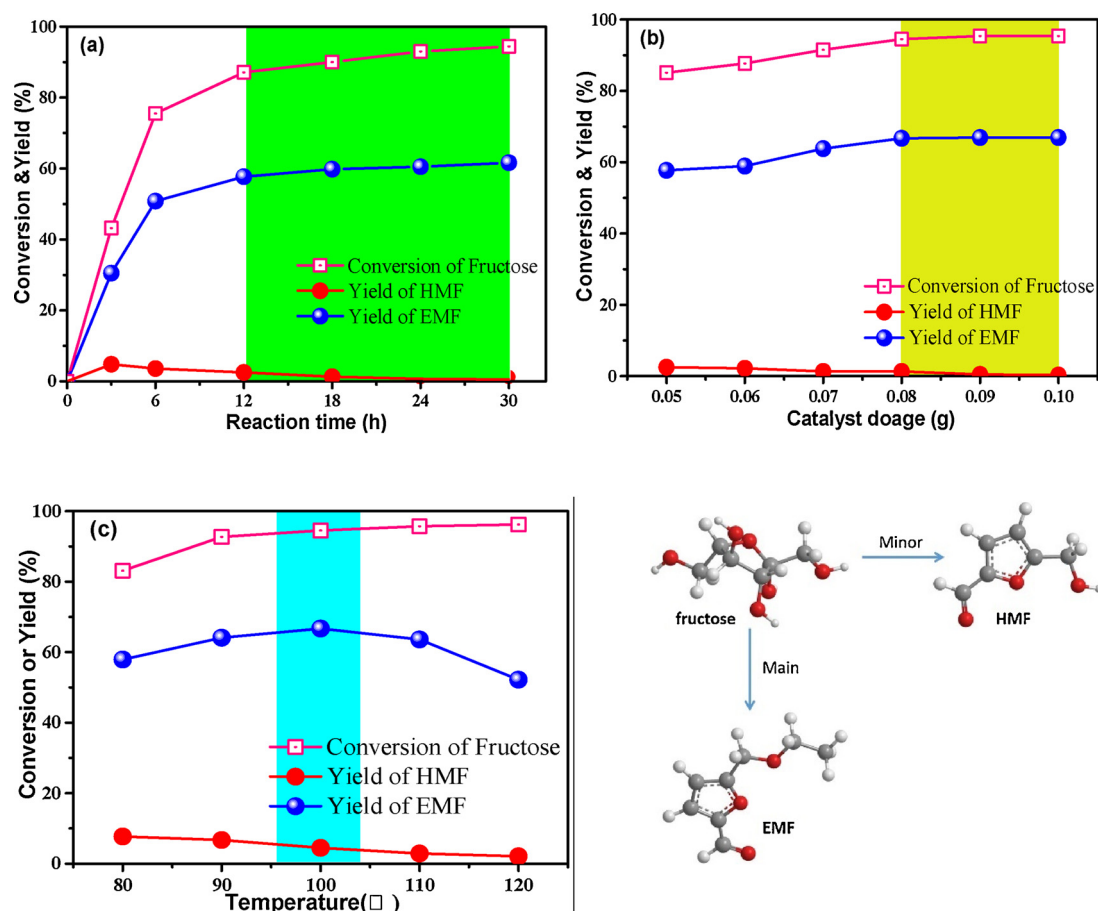 (a)
Conversion &Yield (%)
100
80
60
40
20
0
Conversion of Fructose
Yield of HMF
Yield of EMF
0 6 12 18 24 30
Reaction time (h)
(b)
Conversion & Yield (%)
100
80
60
40
20
0
Conversion of Fructose
Yield of HMF
Yield of EMF
0.05 0.06 0.07 0.08 0.09 0.10
Catalyst doage (g)
(c)
Conversion or Yield (%)
100
80
60
40
20
0
Conversion of Fructose
Yield of HMF
Yield of EMF
80 90 100 110 120
Temperature(□ )
Minor
fructose
HMF
Main
EMF